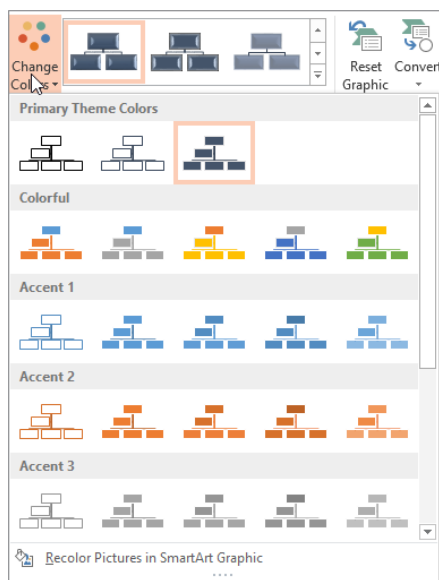 Change
Colors
Reset
Graphic
Convert
Primary Theme Colors
Colorful
Accent 1
Accent 2
Accent 3
Recolor Pictures in SmartArt Graphic